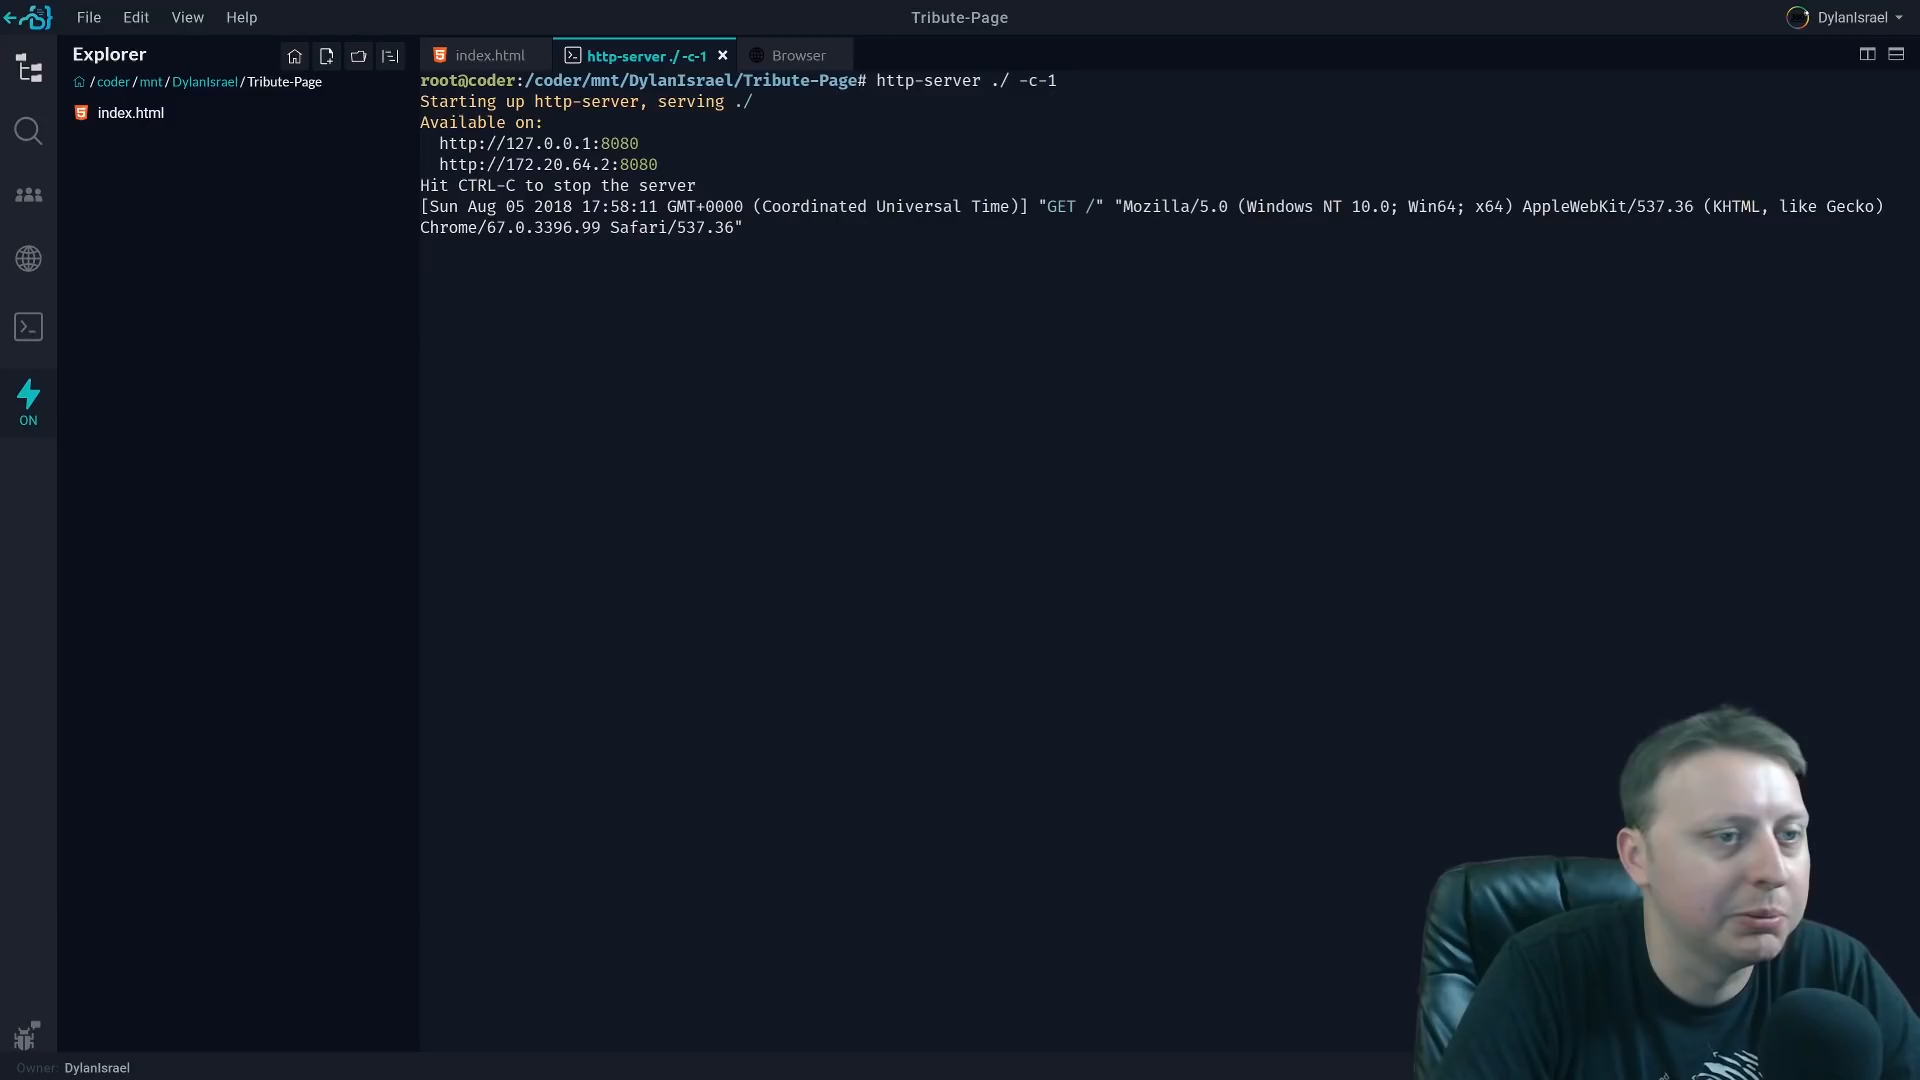 File Edit View Help
Tribute-Page
DylanIsrael
Explorer
index.html
http-server ./ -c-1
Browser
/ coder / mnt / DylanIsrael / Tribute-Page
index.html
ON
root@coder:/coder/mnt/DylanIsrael/Tribute-Page# http-server ./ -c-1
Starting up http-server, serving ./
Available on:
http://127.0.0.1:8080
http://172.20.64.2:8080
Hit CTRL-C to stop the server
[Sun Aug 05 2018 17:58:11 GMT+0000 (Coordinated Universal Time)] "GET /" "Mozilla/5.0 (Windows NT 10.0; Win64; x64) AppleWebKit/537.36 (KHTML, like Gecko)
Chrome/67.0.3396.99 Safari/537.36"
Owner: DylanIsrael